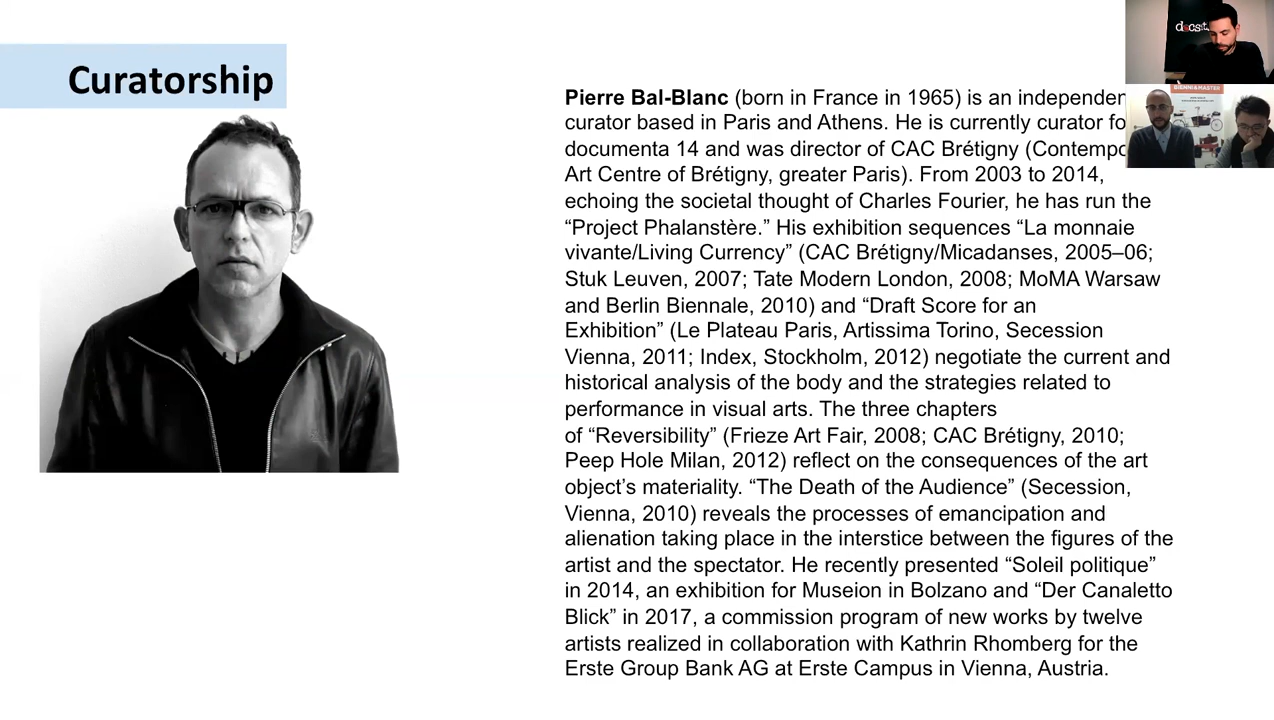 Curatorship
Pierre Bal-Blanc (born in France in 1965) is an independen
curator based in Paris and Athens. He is currently curator fo
documenta 14 and was director of CAC Brétigny (Contempo
Art Centre of Brétigny, greater Paris). From 2003 to 2014,
echoing the societal thought of Charles Fourier, he has run the
“Project Phalanstère.” His exhibition sequences “La monnaie
vivante/Living Currency” (CAC Brétigny/Micadanses, 2005–06;
Stuk Leuven, 2007; Tate Modern London, 2008; MoMA Warsaw
and Berlin Biennale, 2010) and “Draft Score for an
Exhibition” (Le Plateau Paris, Artissima Torino, Secession
Vienna, 2011; Index, Stockholm, 2012) negotiate the current and
historical analysis of the body and the strategies related to
performance in visual arts. The three chapters
of “Reversibility” (Frieze Art Fair, 2008; CAC Brétigny, 2010;
Peep Hole Milan, 2012) reflect on the consequences of the art
object’s materiality. “The Death of the Audience” (Secession,
Vienna, 2010) reveals the processes of emancipation and
alienation taking place in the interstice between the figures of the
artist and the spectator. He recently presented “Soleil politique”
in 2014, an exhibition for Museion in Bolzano and “Der Canaletto
Blick” in 2017, a commission program of new works by twelve
artists realized in collaboration with Kathrin Rhomberg for the
Erste Group Bank AG at Erste Campus in Vienna, Austria.